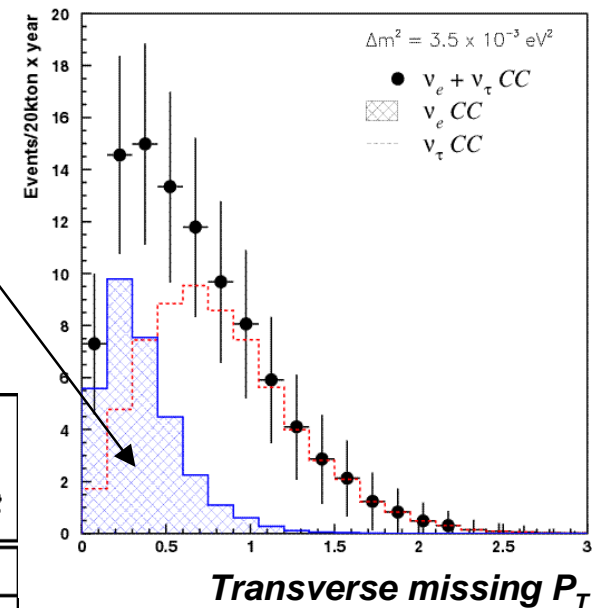 Events/20kton x year
20
18
16
14
12
10
8
6
4
2
0
Δm² = 3.5 x 10⁻³ eV²
νₑ + ν_τ CC
νₑ CC
ν_τ CC
0 0.5 1 1.5 2 2.5 3
Transverse missing P_T